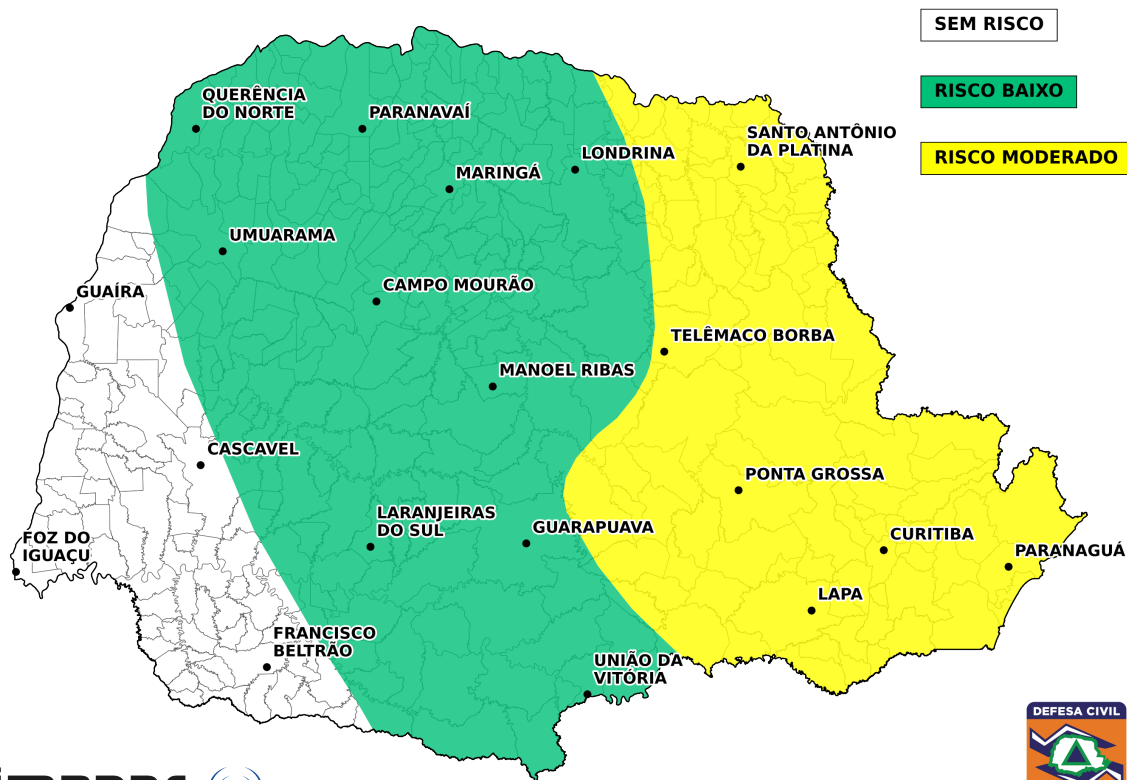 SEM RISCO
RISCO BAIXO
RISCO MODERADO
QUERÊNCIA
DO NORTE
PARANAVAÍ
SANTO ANTÔNIO
DA PLATINA
LONDRINA
MARINGÁ
UMUARAMA
CAMPO MOURÃO
GUAÍRA
TELÊMACO BORBA
MANOEL RIBAS
CASCAVEL
PONTA GROSSA
LARANJEIRAS
DO SUL
GUARAPUAVA
CURITIBA
FOZ DO
IGUAÇU
PARANAGUÁ
LAPA
FRANCISCO
BELTRÃO
UNIÃO DA
VITÓRIA
DEFESA CIVIL